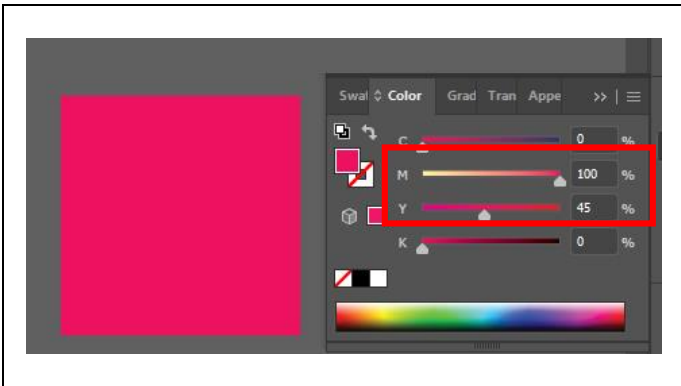 Swat Color Grad Tran Appe >>
C 0 %
M 100 %
Y 45 %
K 0 %